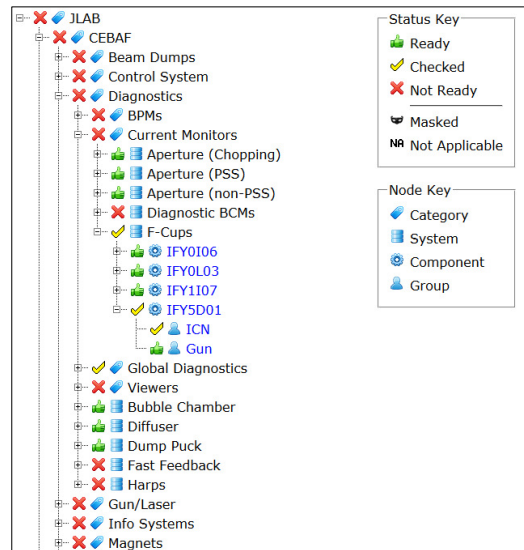 JLAB
CEBAF
Beam Dumps
Control System
Diagnostics
BPMs
Current Monitors
Aperture (Chopping)
Aperture (PSS)
Aperture (non-PSS)
Diagnostic BCMs
F-Cups
IFY0I06
IFY0L03
IFY1I07
IFY5D01
ICN
Gun
Global Diagnostics
Viewers
Bubble Chamber
Diffuser
Dump Puck
Fast Feedback
Harps
Gun/Laser
Info Systems
Magnets
Status Key
Ready
Checked
Not Ready
Masked
NA Not Applicable
Node Key
Category
System
Component
Group